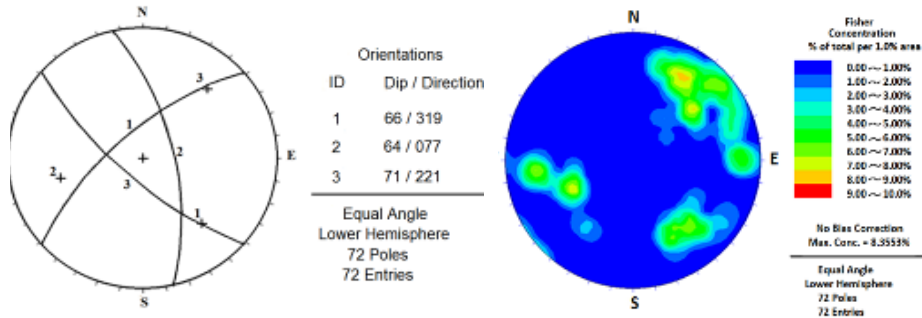 N
E
S
1
2
3
1
2
3
Orientations
ID Dip / Direction
1 66 / 319
2 64 / 077
3 71 / 221
Equal Angle
Lower Hemisphere
72 Poles
72 Entries
N
E
S
Fisher
Concentration
% of total per 1.0% area
0.00～1.00%
1.00～2.00%
2.00～3.00%
3.00～4.00%
4.00～5.00%
5.00～6.00%
6.00～7.00%
7.00～8.00%
8.00～9.00%
9.00～10.0%
No Bias Correction
Max. Conc. = 8.3553%
Equal Angle
Lower Hemisphere
72 Poles
72 Entries